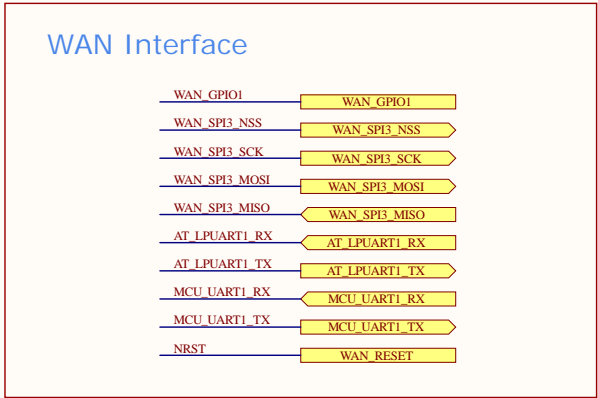 WAN Interface
WAN_GPIO1 WAN_GPIO1
WAN_SPI3_NSS WAN_SPI3_NSS
WAN_SPI3_SCK WAN_SPI3_SCK
WAN_SPI3_MOSI WAN_SPI3_MOSI
WAN_SPI3_MISO WAN_SPI3_MISO
AT_LPUART1_RX AT_LPUART1_RX
AT_LPUART1_TX AT_LPUART1_TX
MCU_UART1_RX MCU_UART1_RX
MCU_UART1_TX MCU_UART1_TX
NRST WAN_RESET